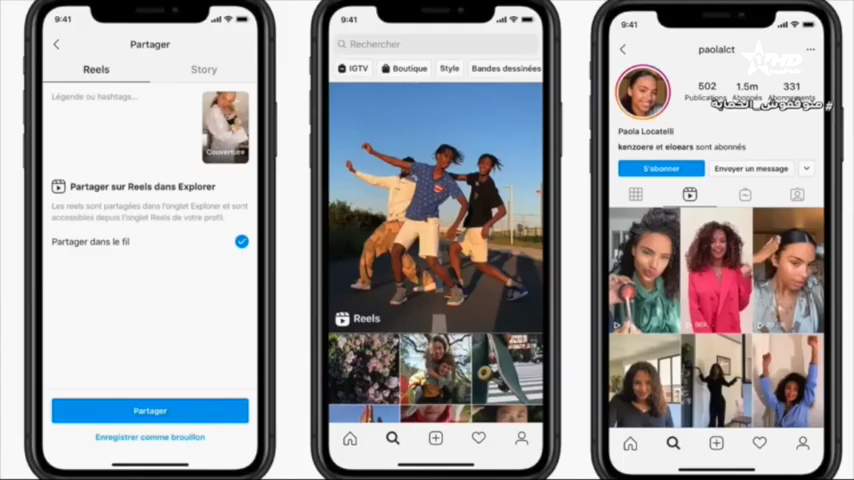 9:41
Partager
Reels
Story
Légende ou hashtags...
Couverture
Partager sur Reels dans Explorer
Les reels sont partagées dans l'onglet Explorer et sont
accessibles depuis l'onglet Reels de votre profil.
Partager dans le fil
Partager
Enregistrer comme brouillon
9:41
Rechercher
IGTV
Boutique
Style
Bandes dessinées
Reels
9:41
paolalct
HD
502
1.5m
331
Publications
Abonnés
Abonnements
Paola Locatelli
kenzoere et eloears sont abonnés
S'abonner
Envoyer un message